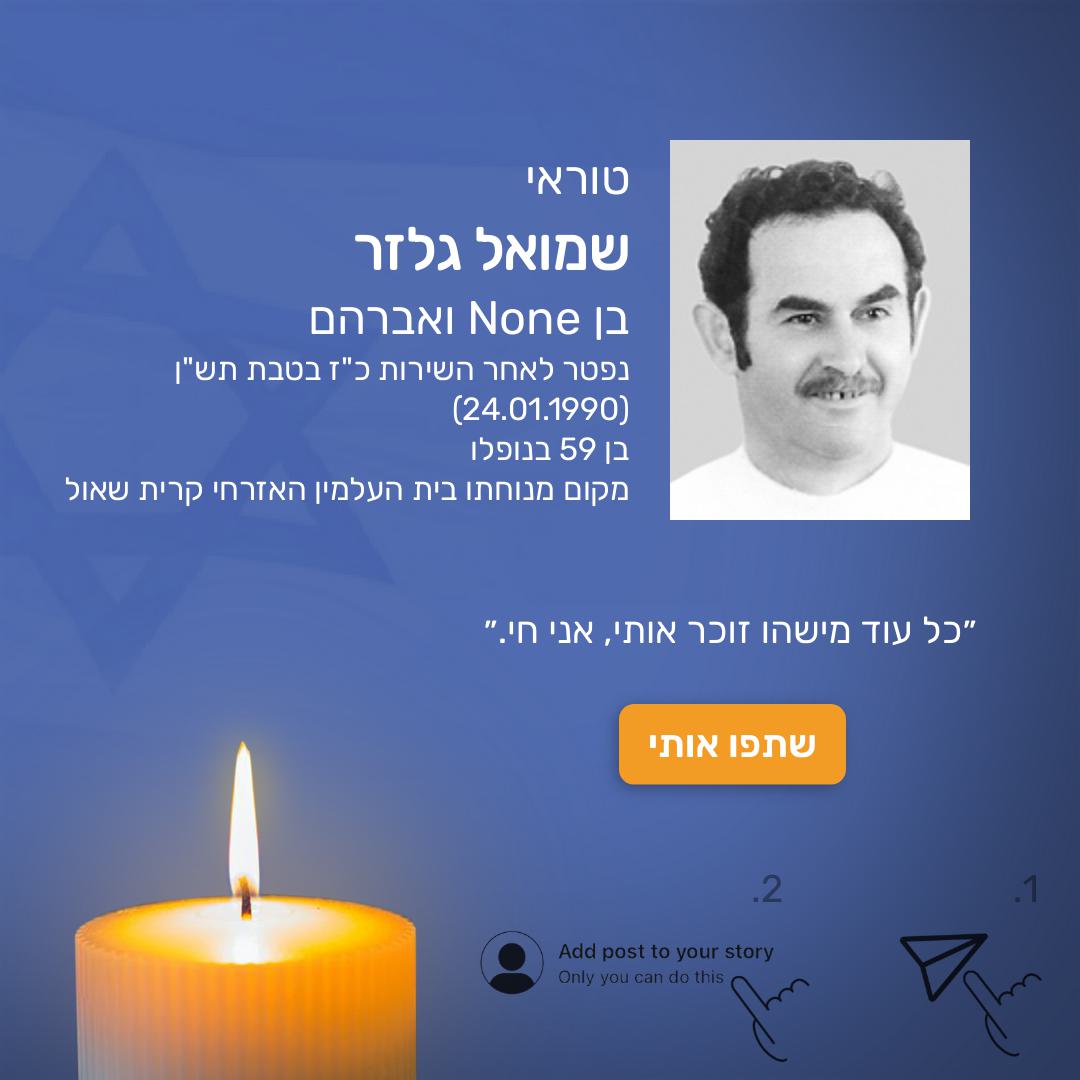 טוראי
שמואל גלזר
בן None ואברהם
נפטר לאחר השירות כ"ז בטבת תש"ן
(24.01.1990)
בן 59 בנופלו
מקום מנוחתו בית העלמין האזרחי קרית שאול
״כל עוד מישהו זוכר אותי, אני חי.״
שתפו אותי
1.
2.
Add post to your story
Only you can do this